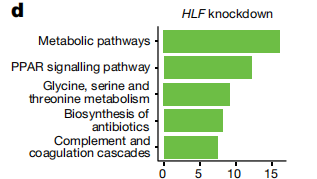 d
HLF knockdown
Metabolic pathways
PPAR signalling pathway
Glycine, serine and
threonine metabolism
Biosynthesis of
antibiotics
Complement and
coagulation cascades
0 5 10 15